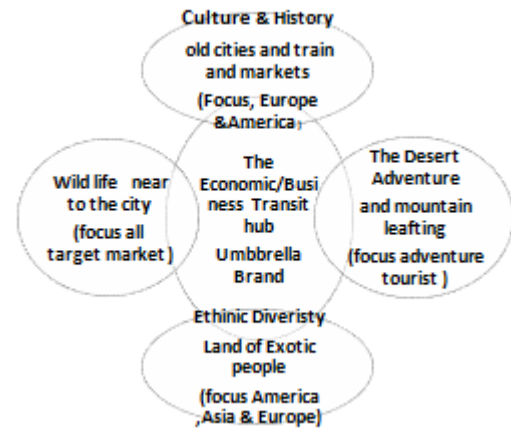 Culture & History
old cities and train
and markets
(Focus, Europe
&America,
Wild life near
to the city
(focus all
target market)
The
Economic/Busi
ness Transit
hub
Umbbrella
Brand
The Desert
Adventure
and mountain
leafting
(focus adventure
tourist )
Ethinic Diveristy
Land of Exotic
people
(focus America
,Asia & Europe)